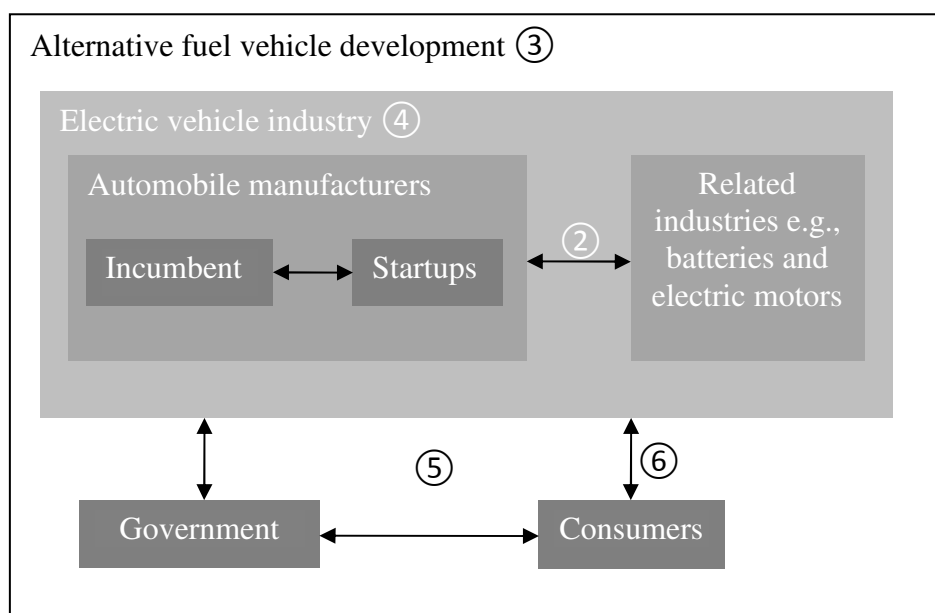 Alternative fuel vehicle development ③
Electric vehicle industry ④
Automobile manufacturers
Incumbent
Startups
②
Related
industries e.g.,
batteries and
electric motors
⑤
⑥
Government
Consumers